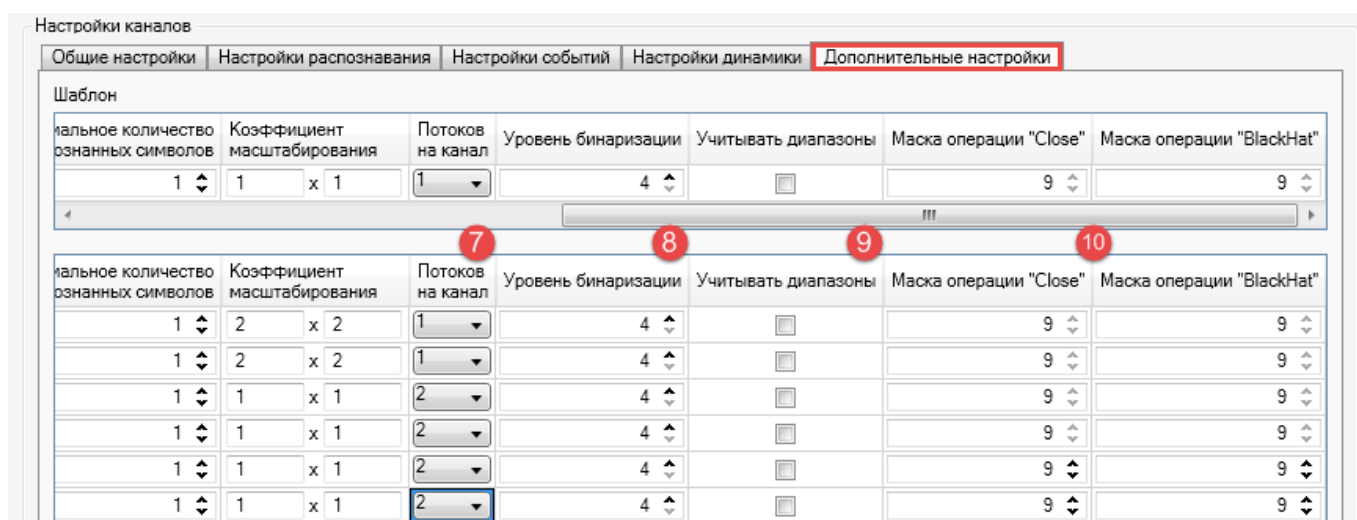 Настройки каналов
Общие настройки Настройки распознавания Настройки событий Настройки динамики Дополнительные настройки
Шаблон
количество Коэффициент Потоков Уровень бинаризации Учитывать диапазоны Маска операции "Close" Маска операции "BlackHat"
символов масштабирования на канал
1 1 x 1 1 4 9 9
7 8 9 10
количество Коэффициент Потоков Уровень бинаризации Учитывать диапазоны Маска операции "Close" Маска операции "BlackHat"
символов масштабирования на канал
1 2 x 2 1 4 9 9
1 2 x 2 1 4 9 9
1 1 x 1 2 4 9 9
1 1 x 1 2 4 9 9
1 1 x 1 2 4 9 9
1 1 x 1 2 4 9 9